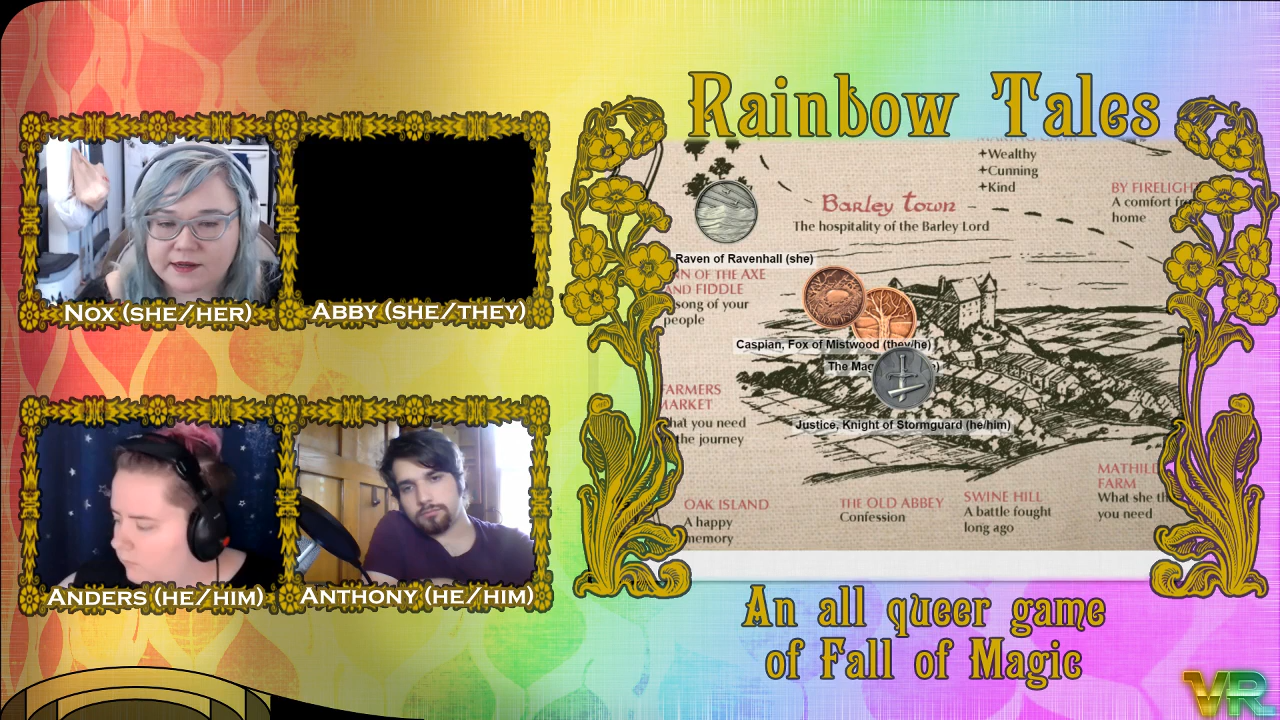 Rainbow Tales
Wealthy
Cunning
Kind
BY FIRELIGH
A comfort
home
Barley Town
The hospitality of the Barley Lord
Raven of Ravenhall (she)
NN OF THE AXE
AND FIDDLE
song of your
people
Caspian, Fox of Mistwood (they/he)
The Mag
Justice, Knight of Stormguard (he/him)
FARMERS
MARKET
hat you need
the journey
OAK ISLAND
A happy
memory
THE OLD ABBEY
Confession
SWINE HILL
A battle fought
long ago
MATHILD
FARM
What she th
you need
NOX (SHE/HER)
ABBY (SHE/THEY)
ANDERS (HE/HIM)
ANTHONY (HE/HIM)
An all queer game
of Fall of Magic
VR